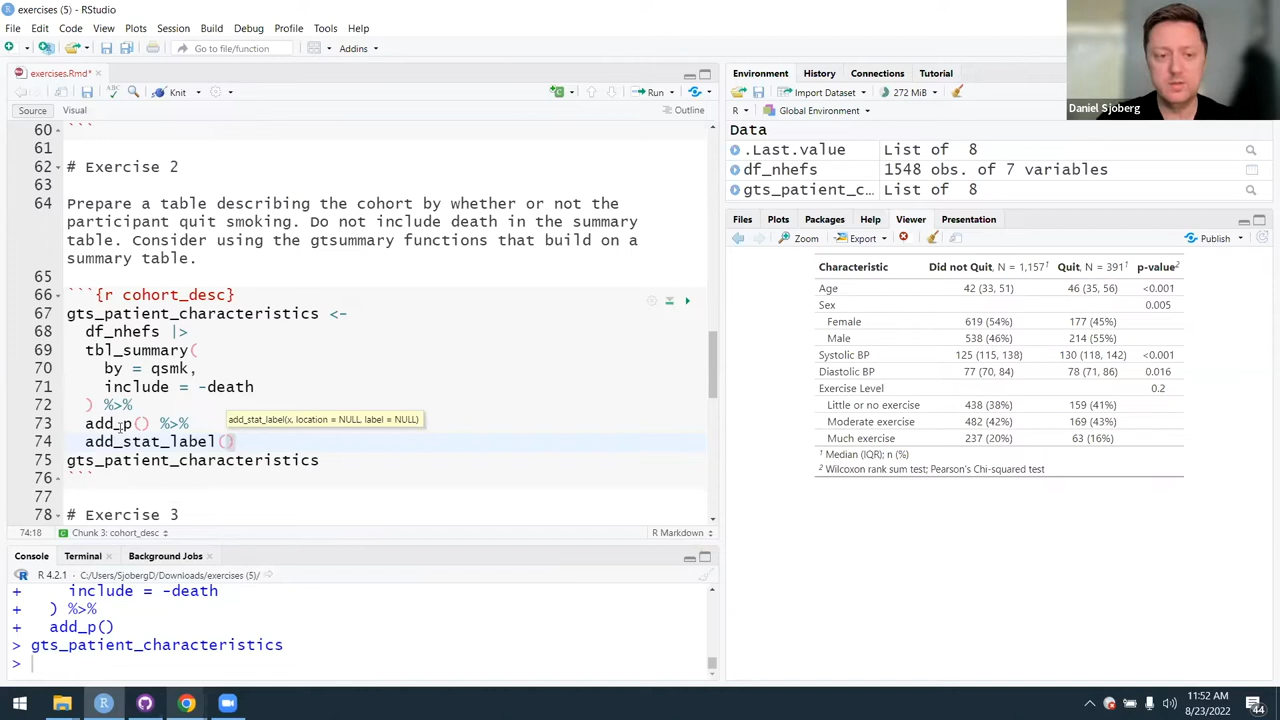 exercises (5) - RStudio
File Edit Code View Plots Session Build Debug Profile Tools Help
Go to file/function Addins
exercises.Rmd*
Knit Run
Source Visual Outline
60 ```
61
62 # Exercise 2
63
64 Prepare a table describing the cohort by whether or not the
participant quit smoking. Do not include death in the summary
table. Consider using the gtsummary functions that build on a
summary table.
65
66 ```{r cohort_desc}
67 gts_patient_characteristics <-
68 df_nhefs |>
69 tbl_summary(
70 by = qsmk,
71 include = -death
72 ) %>%
73 add_p() %>%
add_stat_label(x, location = NULL, label = NULL)
74 add_stat_label()
75 gts_patient_characteristics
76 ```
77
78 # Exercise 3
74:18 Chunk 3: cohort_desc R Markdown
Console Terminal Background Jobs
R 4.2.1 · C:/Users/SjobergD/Downloads/exercises (5)/
+ include = -death
+ ) %>%
+ add_p()
> gts_patient_characteristics
>
Environment History Connections Tutorial
Import Dataset 272 MiB
R Global Environment
Data
.Last.value List of 8
df_nhefs 1548 obs. of 7 variables
gts_patient_c… List of 8
Files Plots Packages Help Viewer Presentation
Zoom Export Publish
Characteristic Did not Quit, N = 1,157¹ Quit, N = 391¹ p-value²
Age 42 (33, 51) 46 (35, 56) <0.001
Sex 0.005
Female 619 (54%) 177 (45%)
Male 538 (46%) 214 (55%)
Systolic BP 125 (115, 138) 130 (118, 142) <0.001
Diastolic BP 77 (70, 84) 78 (71, 86) 0.016
Exercise Level 0.2
Little or no exercise 438 (38%) 159 (41%)
Moderate exercise 482 (42%) 169 (43%)
Much exercise 237 (20%) 63 (16%)
¹ Median (IQR); n (%)
² Wilcoxon rank sum test; Pearson's Chi-squared test
Daniel Sjoberg
11:52 AM
8/23/2022
44